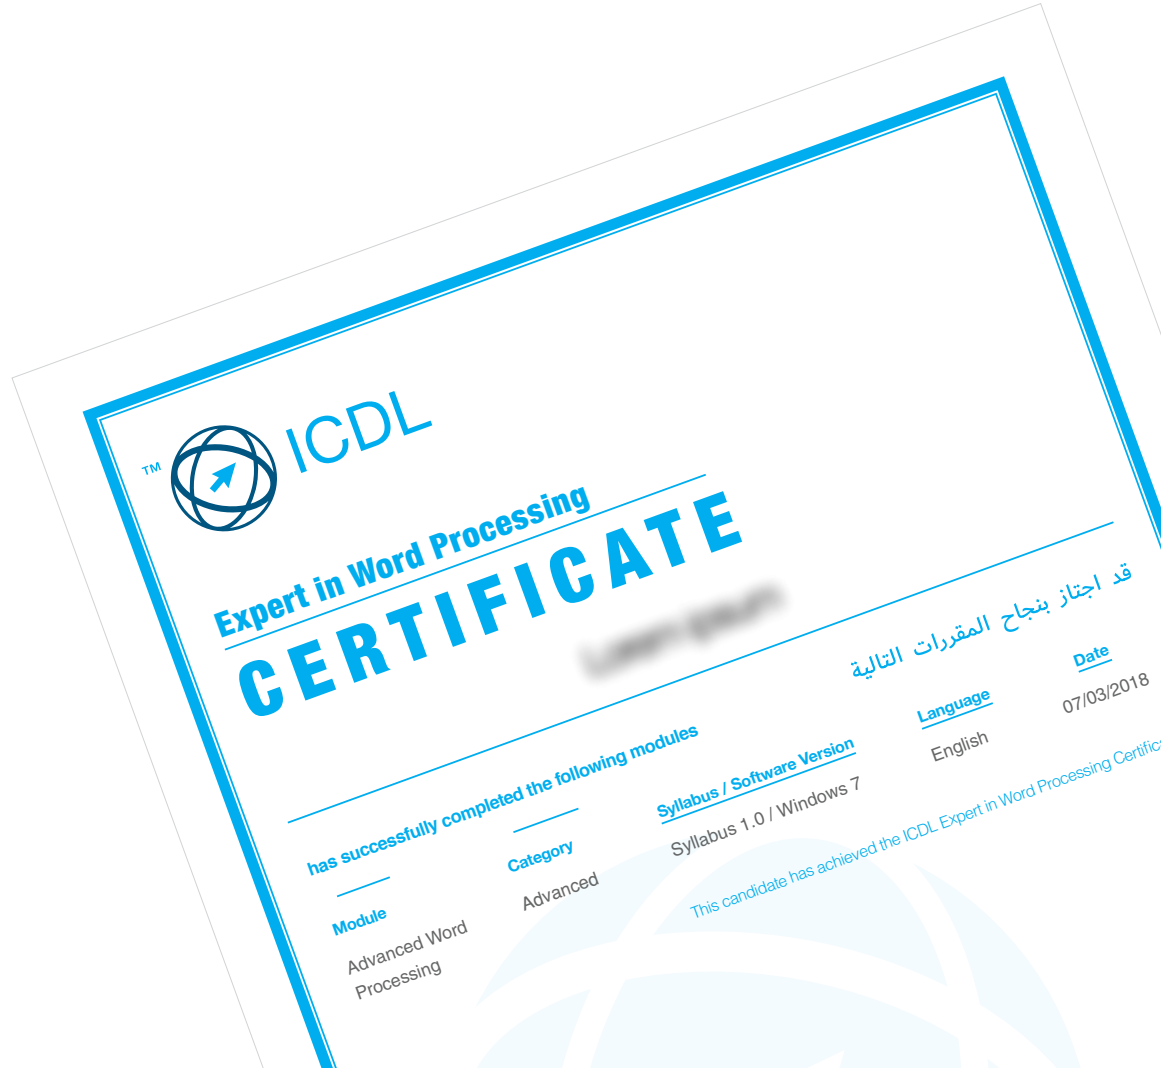 ™
ICDL
Expert in Word Processing
CERTIFICATE
قد اجتاز بنجاح المقررات التالية
has successfully completed the following modules
Module
Category
Syllabus / Software Version
Language
Date
Advanced Word
Processing
Advanced
Syllabus 1.0 / Windows 7
English
07/03/2018
This candidate has achieved the ICDL Expert in Word Processing